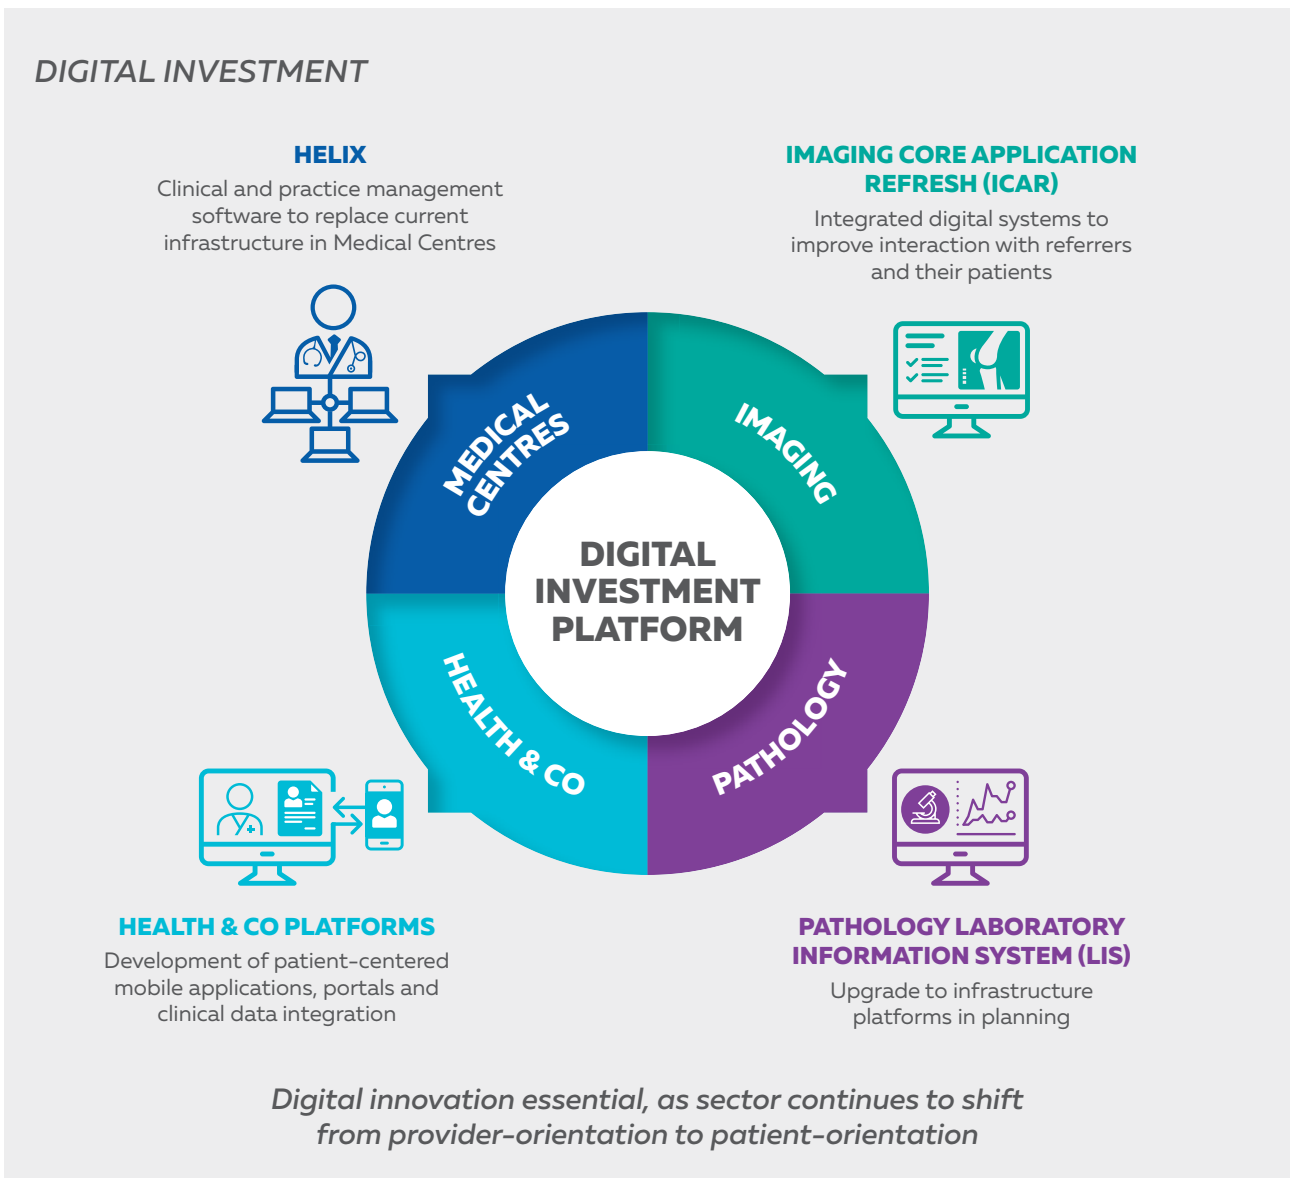 DIGITAL INVESTMENT
HELIX
Clinical and practice management
software to replace current
infrastructure in Medical Centres
IMAGING CORE APPLICATION
REFRESH (ICAR)
Integrated digital systems to
improve interaction with referrers
and their patients
MEDICAL
CENTRES
IMAGING
DIGITAL
INVESTMENT
PLATFORM
HEALTH & CO
PATHOLOGY
HEALTH & CO PLATFORMS
Development of patient-centered
mobile applications, portals and
clinical data integration
PATHOLOGY LABORATORY
INFORMATION SYSTEM (LIS)
Upgrade to infrastructure
platforms in planning
Digital innovation essential, as sector continues to shift
from provider-orientation to patient-orientation